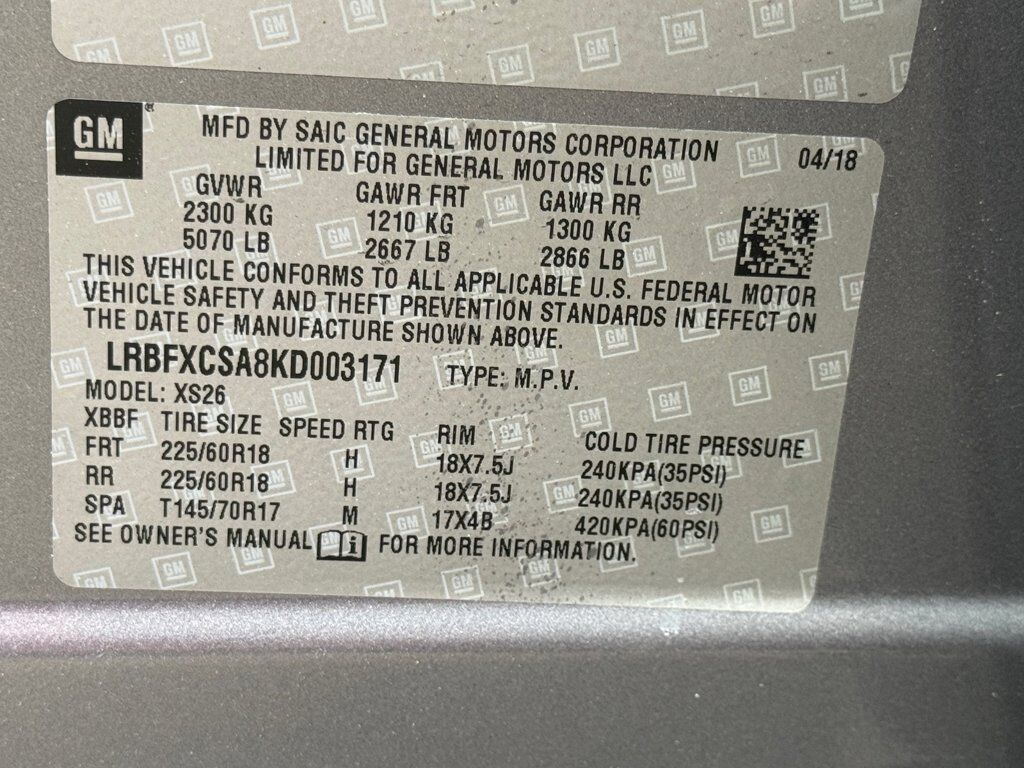 GM
MFD BY SAIC GENERAL MOTORS CORPORATION
LIMITED FOR GENERAL MOTORS LLC
04/18
GVWR GAWR FRT GAWR RR
2300 KG 1210 KG 1300 KG
5070 LB 2667 LB 2866 LB
THIS VEHICLE CONFORMS TO ALL APPLICABLE U.S. FEDERAL MOTOR
VEHICLE SAFETY AND THEFT PREVENTION STANDARDS IN EFFECT ON
THE DATE OF MANUFACTURE SHOWN ABOVE.
LRBFXCSA8KD003171 TYPE: M.P.V.
MODEL: XS26
XBBF TIRE SIZE SPEED RTG RIM COLD TIRE PRESSURE
FRT 225/60R18 H 18X7.5J 240KPA(35PSI)
RR 225/60R18 H 18X7.5J 240KPA(35PSI)
SPA T145/70R17 M 17X4B 420KPA(60PSI)
SEE OWNER'S MANUAL i FOR MORE INFORMATION.